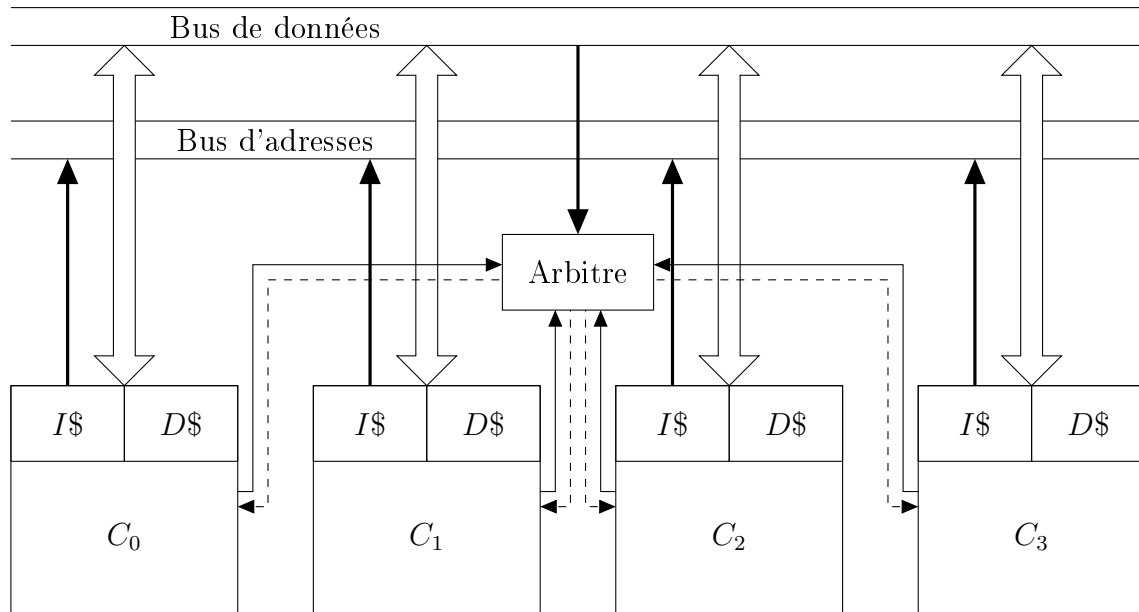 Bus de données
Bus d'adresses
Arbitre
I$ D$ I$ D$ I$ D$ I$ D$
C₀ C₁ C₂ C₃